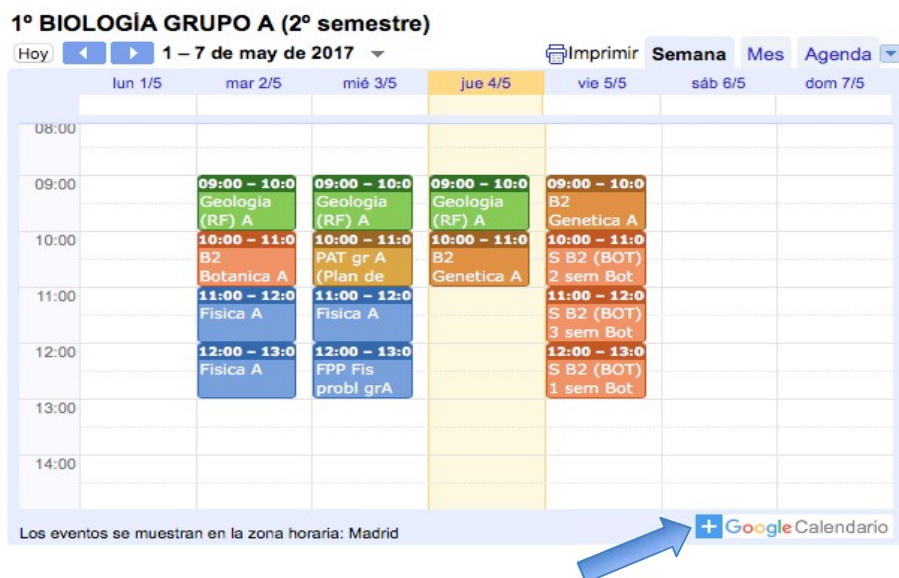 1º BIOLOGÍA GRUPO A (2º semestre)
Hoy 1 – 7 de may de 2017 Imprimir Semana Mes Agenda
lun 1/5 mar 2/5 mié 3/5 jue 4/5 vie 5/5 sáb 6/5 dom 7/5
08:00
09:00 09:00 – 10:0 09:00 – 10:0 09:00 – 10:0 09:00 – 10:0
Geologia Geologia Geologia B2
(RF) A (RF) A (RF) A Genetica A
10:00 10:00 – 11:0 10:00 – 11:0 10:00 – 11:0 10:00 – 11:0
B2 PAT gr A B2 S B2 (BOT)
Botanica A (Plan de Genetica A 2 sem Bot
11:00 11:00 – 12:0 11:00 – 12:0 11:00 – 12:0
Fisica A Fisica A S B2 (BOT)
3 sem Bot
12:00 12:00 – 13:0 12:00 – 13:0 12:00 – 13:0
Fisica A FPP Fis S B2 (BOT)
probl grA 1 sem Bot
13:00
14:00
Los eventos se muestran en la zona horaria: Madrid + Google Calendario